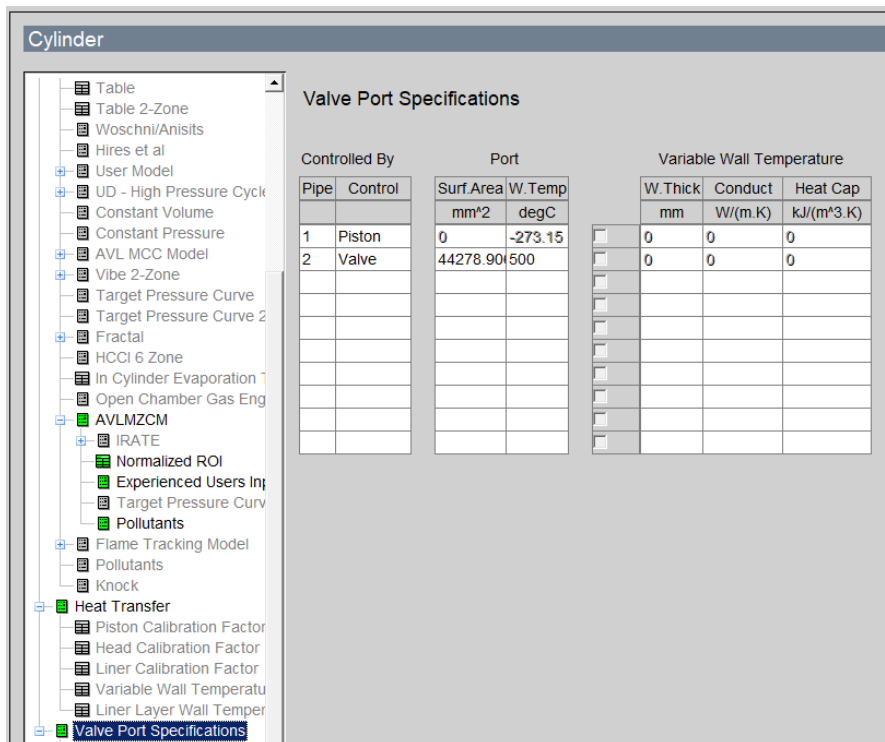 Cylinder
Table
Table 2-Zone
Woschni/Anisits
Hires et al
User Model
UD - High Pressure Cycle
Constant Volume
Constant Pressure
AVL MCC Model
Vibe 2-Zone
Target Pressure Curve
Target Pressure Curve 2
Fractal
HCCI 6 Zone
In Cylinder Evaporation T
Open Chamber Gas Eng
AVLMZCM
IRATE
Normalized ROI
Experienced Users Inp
Target Pressure Curv
Pollutants
Flame Tracking Model
Pollutants
Knock
Heat Transfer
Piston Calibration Factor
Head Calibration Factor
Liner Calibration Factor
Variable Wall Temperatu
Liner Layer Wall Temper
Valve Port Specifications
Valve Port Specifications
Controlled By Port Variable Wall Temperature
Pipe Control Surf.Area W.Temp W.Thick Conduct Heat Cap
mm^2 degC mm W/(m.K) kJ/(m^3.K)
1 Piston 0 -273.15 0 0 0
2 Valve 44278.906 500 0 0 0